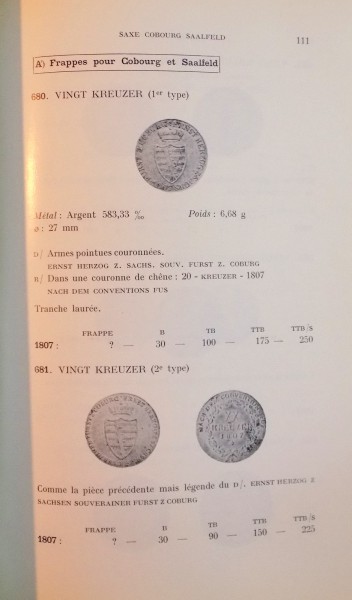 SAXE COBOURG SAALFELD 111
A) Frappes pour Cobourg et Saalfeld
680. VINGT KREUZER (1er type)
Métal : Argent 583,33 ‰ Poids : 6,68 g
ø : 27 mm
D/ Armes pointues couronnées.
ERNST HERZOG Z. SACHS. SOUV. FURST Z. COBURG
R/ Dans une couronne de chêne : 20 - KREUZER - 1807
NACH DEM CONVENTIONS FUS
Tranche laurée.
FRAPPE B TB TTB TTB/S
1807 : ? — 30 — 100 — 175 — 250
681. VINGT KREUZER (2e type)
Comme la pièce précédente mais légende du D/. ERNST HERZOG Z
SACHSEN SOUVERAINER FURST Z COBURG
FRAPPE B TB TTB TTB/S
1807 : ? — 30 — 90 — 150 — 225